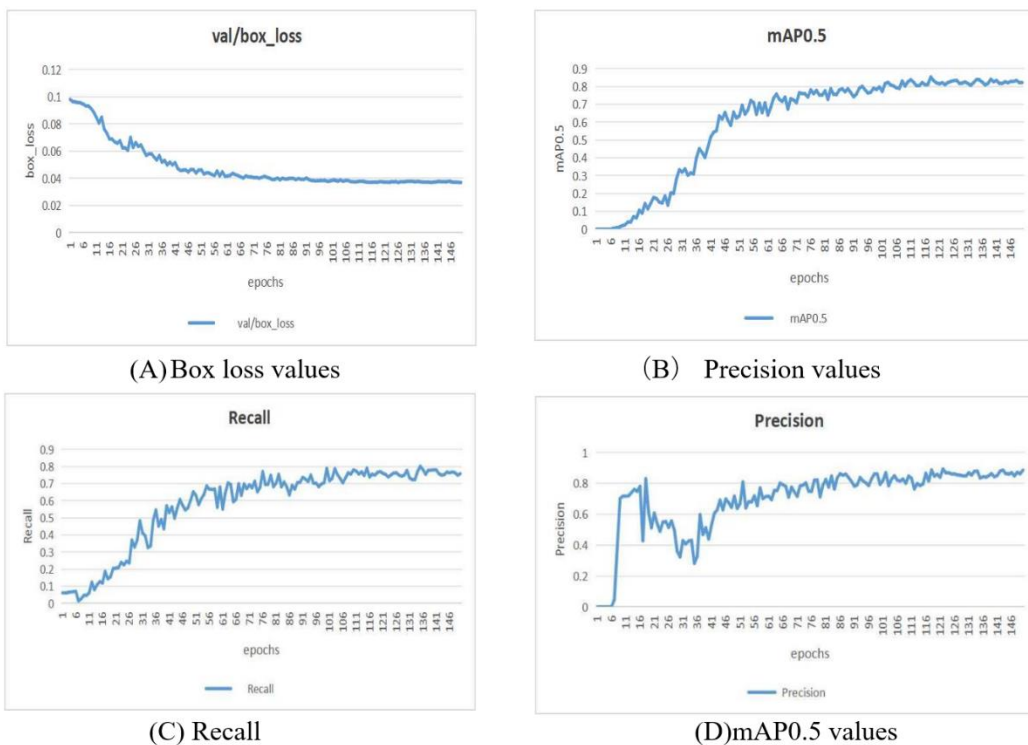 val/box_loss
0.12
0.1
0.08
0.06
0.04
0.02
0
box_loss
1 6 11 16 21 26 31 36 41 46 51 56 61 66 71 76 81 86 91 96 101 106 111 116 121 126 131 136 141 146
epochs
val/box_loss
(A) Box loss values
mAP0.5
0.9
0.8
0.7
0.6
0.5
0.4
0.3
0.2
0.1
0
mAP0.5
1 6 11 16 21 26 31 36 41 46 51 56 61 66 71 76 81 86 91 96 101 106 111 116 121 126 131 136 141 146
epochs
mAP0.5
(B) Precision values
Recall
0.9
0.8
0.7
0.6
0.5
0.4
0.3
0.2
0.1
0
Recall
1 6 11 16 21 26 31 36 41 46 51 56 61 66 71 76 81 86 91 96 101 106 111 116 121 126 131 136 141 146
epochs
Recall
(C) Recall
Precision
1
0.8
0.6
0.4
0.2
0
Precision
1 6 11 16 21 26 31 36 41 46 51 56 61 66 71 76 81 86 91 96 101 106 111 116 121 126 131 136 141 146
epochs
Precision
(D)mAP0.5 values